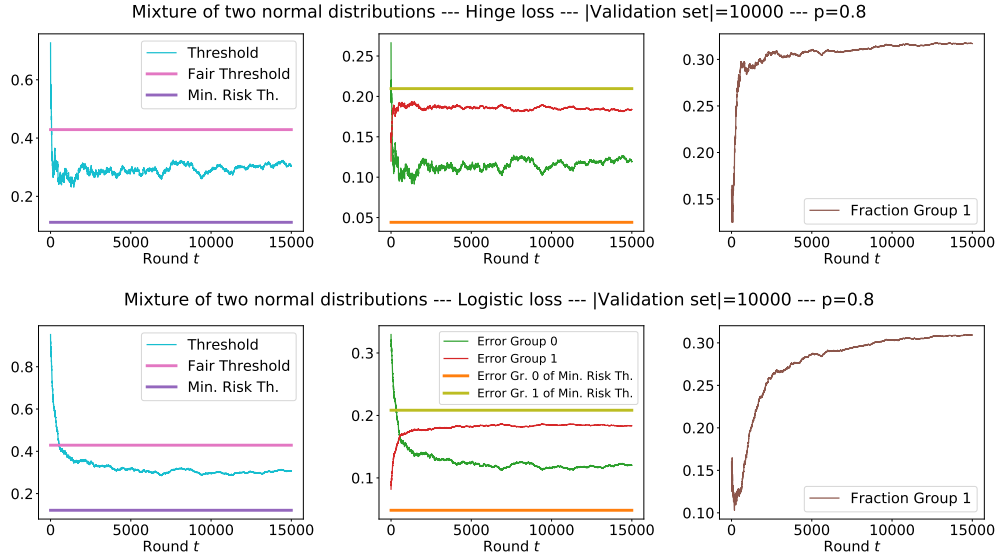 Mixture of two normal distributions --- Hinge loss --- |Validation set|=10000 --- p=0.8
Threshold
Fair Threshold
Min. Risk Th.
0.6
0.4
0.2
0 5000 10000 15000
Round t
0.25
0.20
0.15
0.10
0.05
0 5000 10000 15000
Round t
0.30
0.25
0.20
0.15
Fraction Group 1
0 5000 10000 15000
Mixture of two normal distributions --- Logistic loss --- |Validation set|=10000 --- p=0.8
Threshold
Fair Threshold
Min. Risk Th.
0.8
0.6
0.4
0.2
0 5000 10000 15000
Round t
Error Group 0
Error Group 1
Error Gr. 0 of Min. Risk Th.
Error Gr. 1 of Min. Risk Th.
0.3
0.2
0.1
0 5000 10000 15000
Round t
0.30
0.25
0.20
0.15
0.10
Fraction Group 1
0 5000 10000 15000
Round t